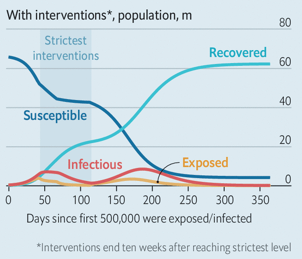 With interventions*, population, m
80
Strictest
interventions
Recovered
60
40
Susceptible
20
Infectious
Exposed
0
0 50 100 150 200 250 300 350
Days since first 500,000 were exposed/infected
*Interventions end ten weeks after reaching strictest level